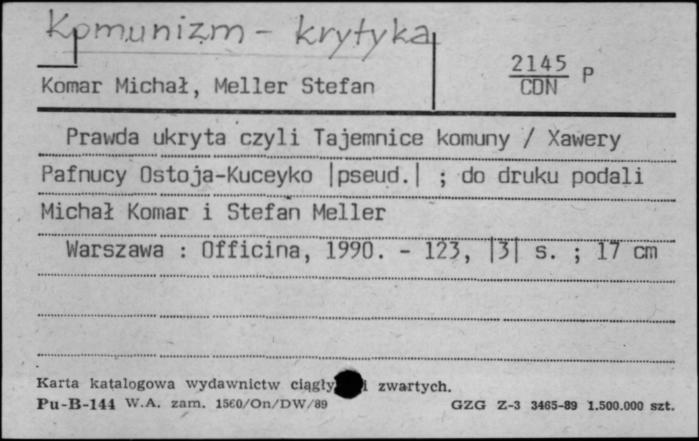 Komunizm - krytyka
2145
CDN P
Komar Michał, Meller Stefan
Prawda ukryta czyli Tajemnice komuny / Xawery
Pafnucy Ostoja-Kuceyko |pseud.| ; do druku podali
Michał Komar i Stefan Meller
Warszawa : Officina, 1990. - 123, |3| s. ; 17 cm
Karta katalogowa wydawnictw ciągły i zwartych.
Pu-B-144 W.A. zam. 1560/On/DW/89 GZG Z-3 3465-89 1.500.000 szt.